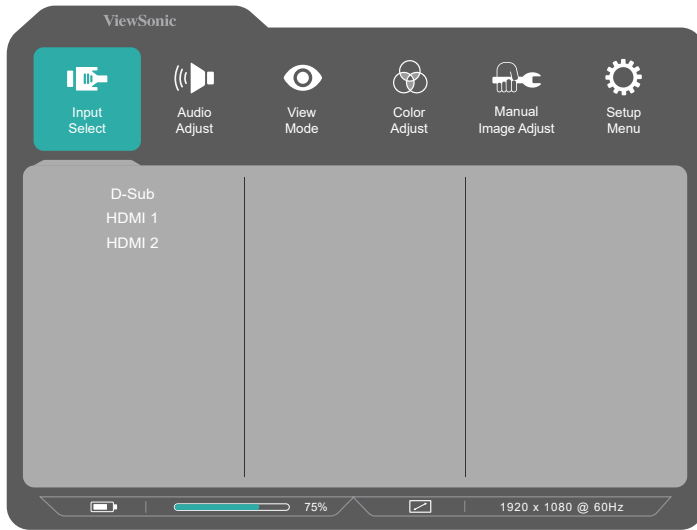 ViewSonic
Input
Select
Audio
Adjust
View
Mode
Color
Adjust
Manual
Image Adjust
Setup
Menu
D-Sub
HDMI 1
HDMI 2
75%
1920 x 1080 @ 60Hz